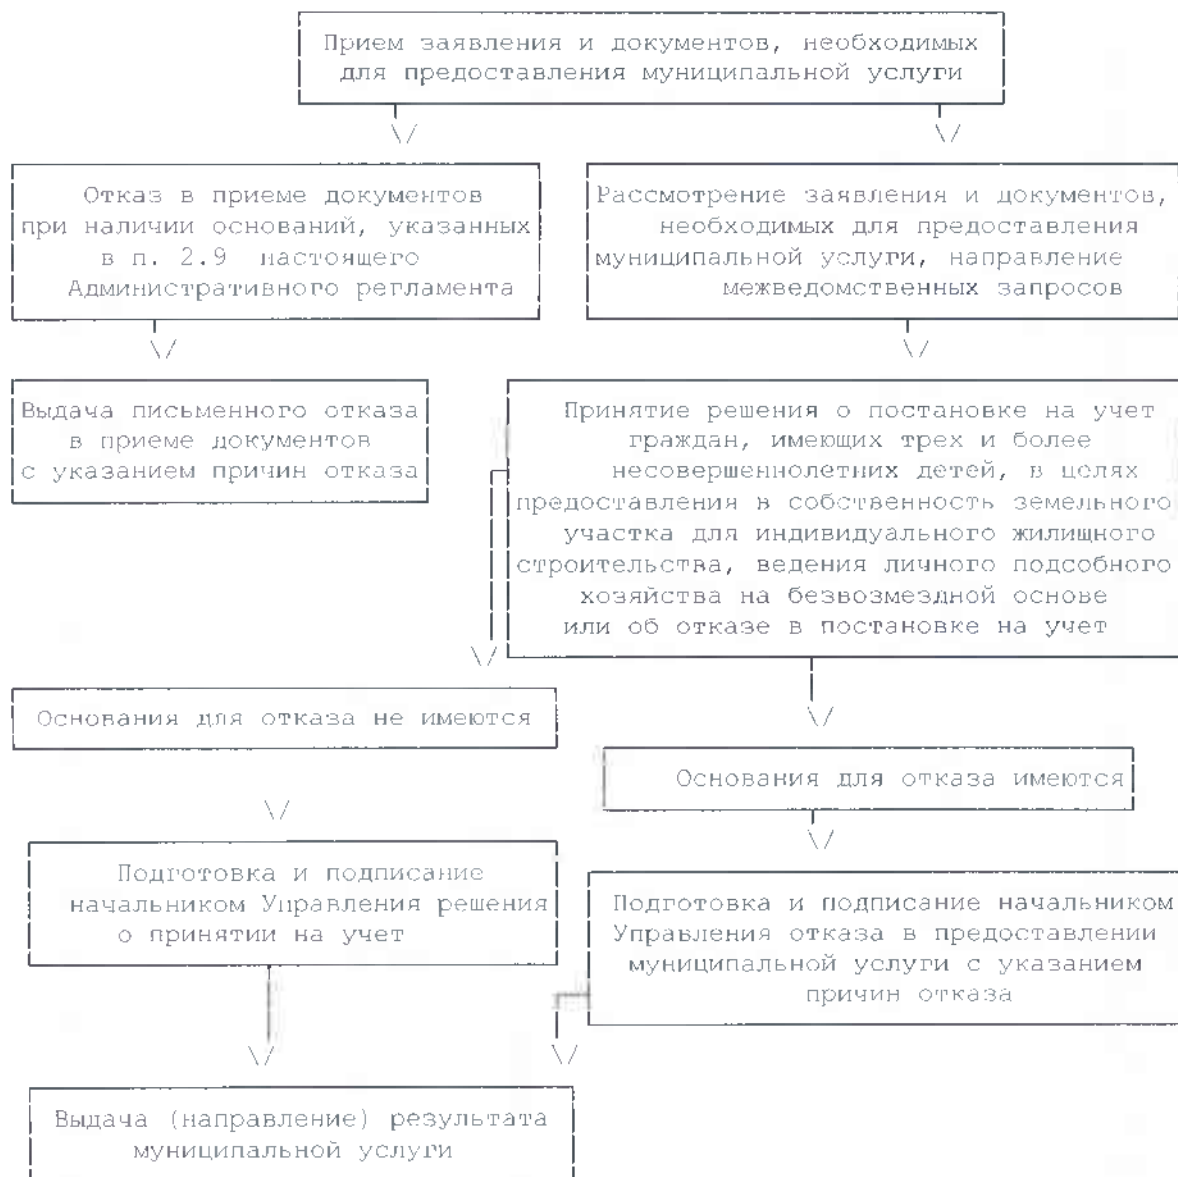 Прием заявления и документов, необходимых
для предоставления муниципальной услуги
Отказ в приеме документов
при наличии оснований, указанных
в п. 2.9 настоящего
Административного регламента
Рассмотрение заявления и документов,
необходимых для предоставления
муниципальной услуги, направление
межведомственных запросов
Выдача письменного отказа
в приеме документов
с указанием причин отказа
Принятие решения о постановке на учет
граждан, имеющих трех и более
несовершеннолетних детей, в целях
предоставления в собственность земельного
участка для индивидуального жилищного
строительства, ведения личного подсобного
хозяйства на безвозмездной основе
или об отказе в постановке на учет
Основания для отказа не имеются
Основания для отказа имеются
Подготовка и подписание
начальником Управления решения
о принятии на учет
Подготовка и подписание начальником
Управления отказа в предоставлении
муниципальной услуги с указанием
причин отказа
Выдача (направление) результата
муниципальной услуги